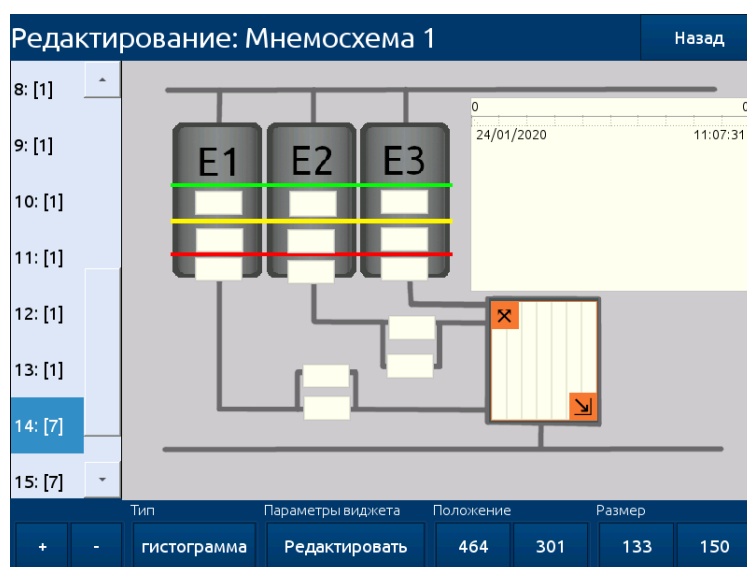 Редактирование: Мнемосхема 1
Назад
8: [1]
9: [1]
10: [1]
11: [1]
12: [1]
13: [1]
14: [7]
15: [7]
E1
E2
E3
0
0
24/01/2020
11:07:31
Тип
Параметры виджета
Положение
Размер
+
-
гистограмма
Редактировать
464
301
133
150